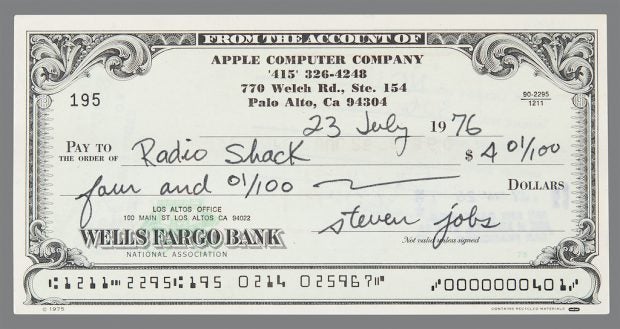 FROM THE ACCOUNT OF
APPLE COMPUTER COMPANY
'415' 326-4248
770 Welch Rd., Ste. 154
Palo Alto, Ca 94304
195
90-2295
1211
23 July 1976
PAY TO
THE ORDER OF
Radio Shack
$ 4 01/100
four and 01/100
DOLLARS
LOS ALTOS OFFICE
100 MAIN ST LOS ALTOS CA 94022
WELLS FARGO BANK
NATIONAL ASSOCIATION
steven jobs
Not valid unless signed
⑆1211⑉2295⑆195 0214 025967⑈ ⑈0000000401⑈
© 1975
CONTAINS RECYCLED MATERIALS